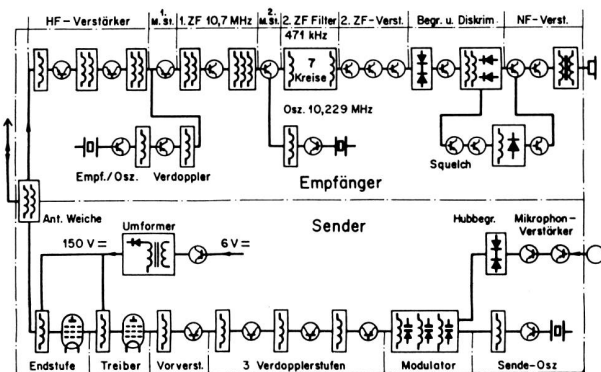 HF-Verstärker
1. M. St.
1. ZF 10,7 MHz
2. M. St.
2. ZF Filter
2. ZF-Verst.
Begr. u. Diskrim
NF-Verst.
471 kHz
7 Kreise
Osz. 10,229 MHz
Empf./Osz.
Verdoppler
Squelch
Empfänger
Ant. Weiche
Sender
Umformer
150 V =
6 V =
Hubbegr.
Mikrophon-
Verstärker
Endstufe
Treiber
Vorverst.
3 Verdopplerstufen
Modulator
Sende-Osz